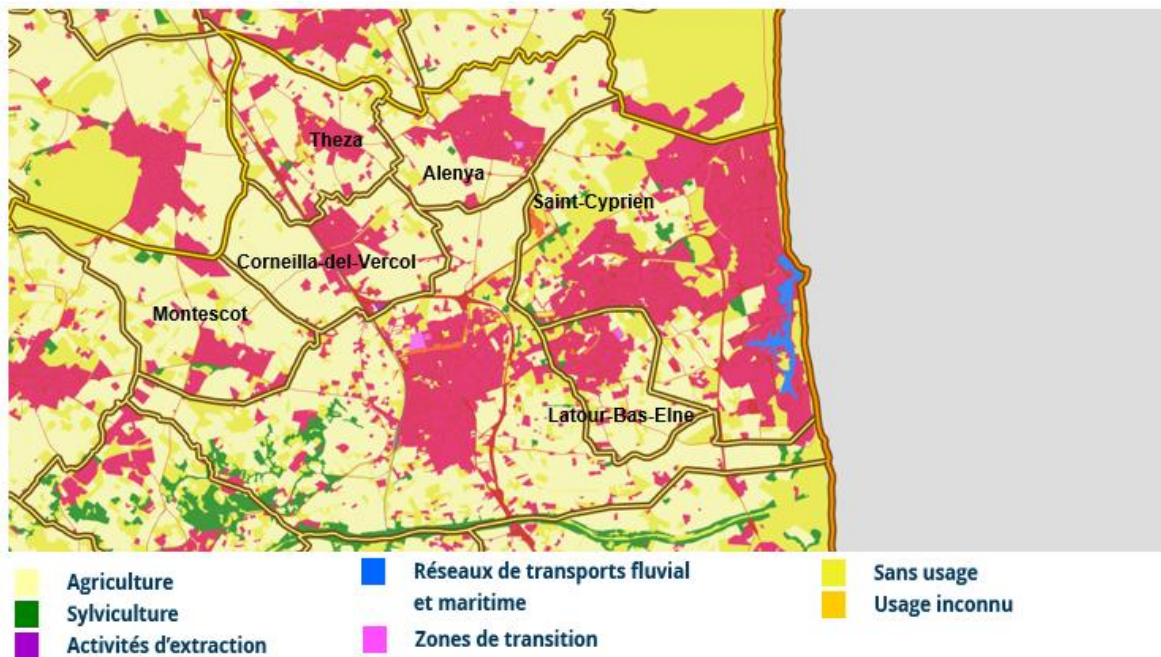 Theza
Alenya
Saint-Cyprien
Corneilla-del-Vercol
Montescot
Latour-Bas-Elne
Agriculture
Sylviculture
Activités d'extraction
Réseaux de transports fluvial
et maritime
Zones de transition
Sans usage
Usage inconnu